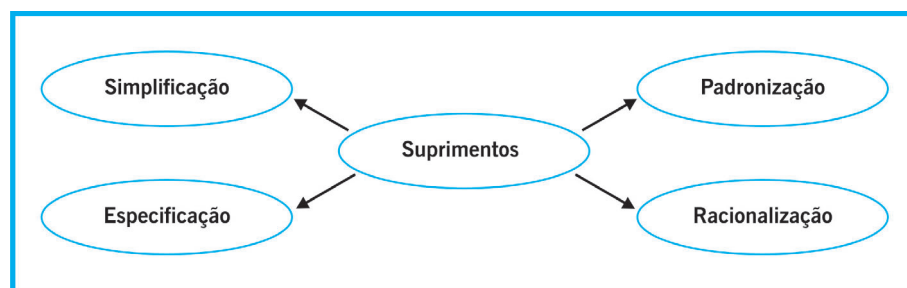 Simplificação
Padronização
Suprimentos
Especificação
Racionalização